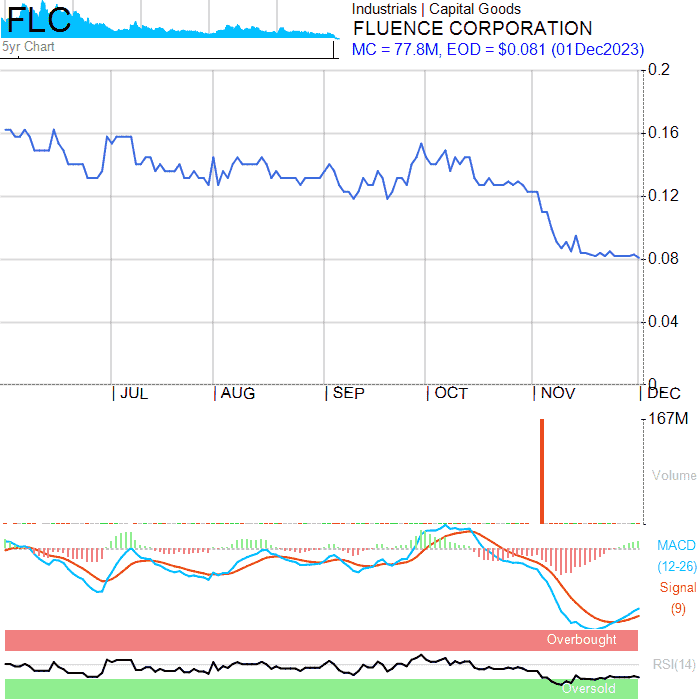 FLC
5yr Chart
Industrials | Capital Goods
FLUENCE CORPORATION
MC = 77.8M, EOD = $0.081 (01Dec2023)
0.2
0.16
0.12
0.08
0.04
0
JUL AUG SEP OCT NOV DEC
167M
Volume
MACD
(12-26)
Signal
(9)
Overbought
RSI(14)
Oversold